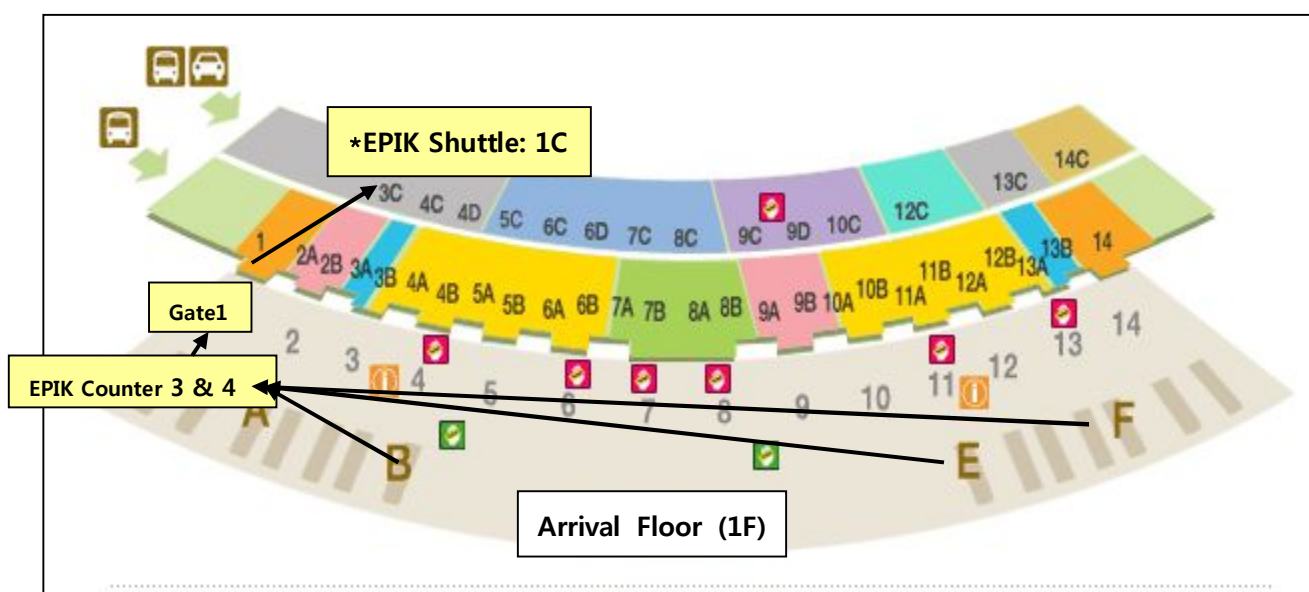 *EPIK Shuttle: 1C
3C 4C 4D 5C 6C 6D 7C 8C 9C 9D 10C 12C 13C 14C
1 2A 2B 3A 3B 4A 4B 5A 5B 6A 6B 7A 7B 8A 8B 9A 9B 10A 10B 11A 11B 12A 12B 13A 13B 14
Gate1
2 3 4 5 6 7 8 9 10 11 12 13 14
i i
EPIK Counter 3 & 4
A B E F
Arrival Floor (1F)